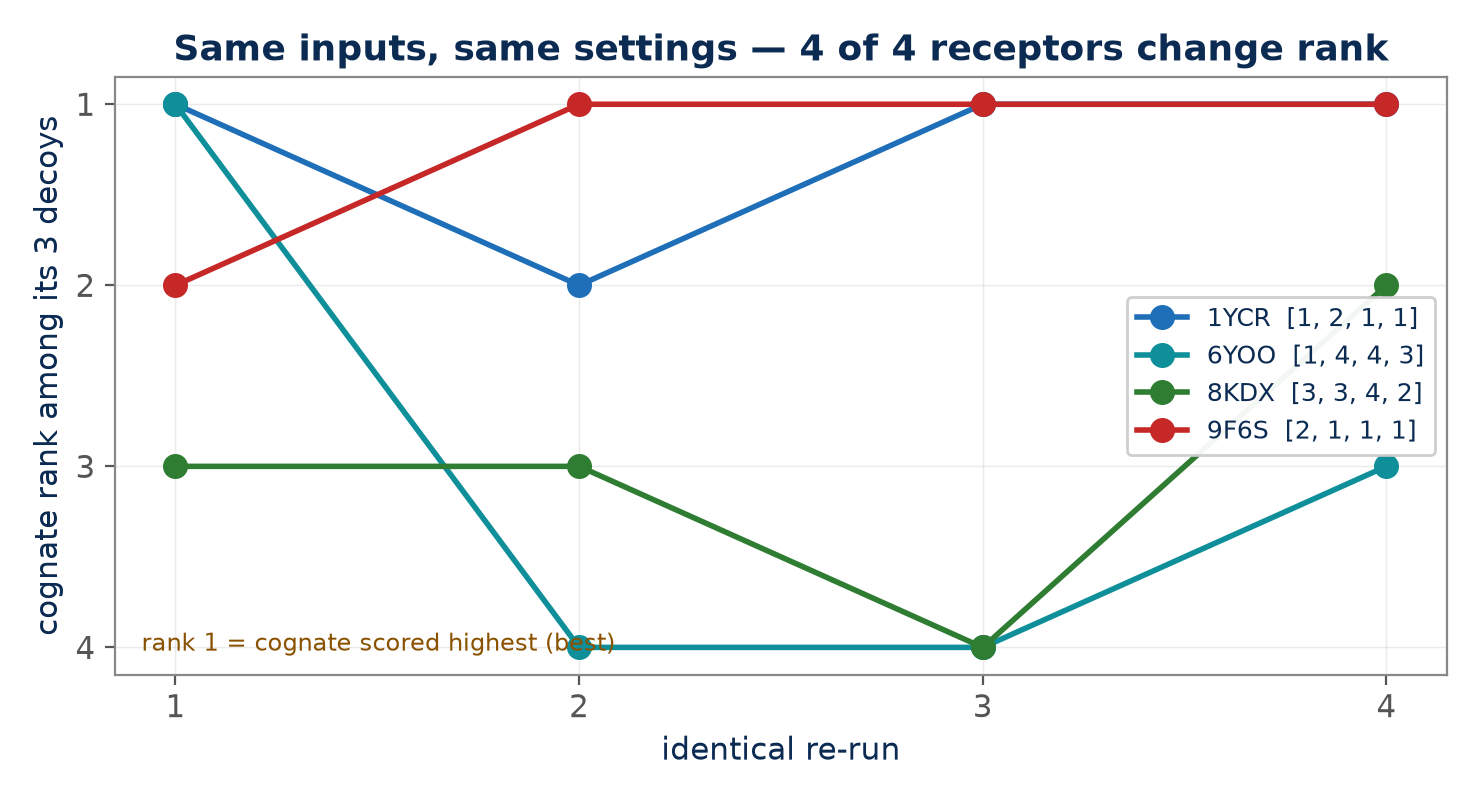 Same inputs, same settings — 4 of 4 receptors change rank
cognate rank among its 3 decoys
1
2
3
4
1YCR [1, 2, 1, 1]
6YOO [1, 4, 4, 3]
8KDX [3, 3, 4, 2]
9F6S [2, 1, 1, 1]
rank 1 = cognate scored highest (best)
1 2 3 4
identical re-run